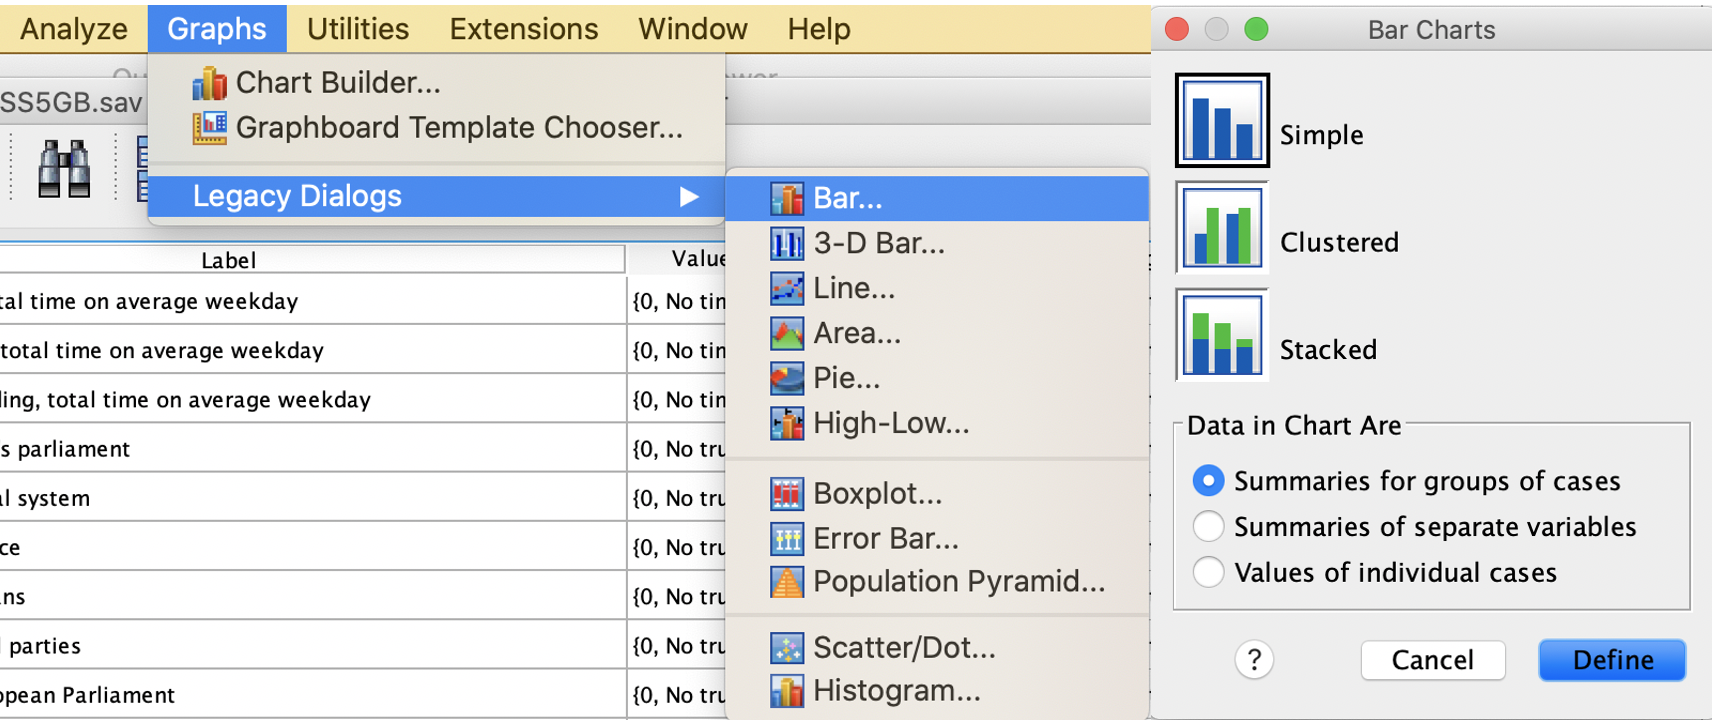 Analyze Graphs Utilities Extensions Window Help
Chart Builder...
SS5GB.sav
Graphboard Template Chooser...
Legacy Dialogs
Label
Value
tal time on average weekday
{0, No tim
total time on average weekday
{0, No tim
ling, total time on average weekday
{0, No tim
s parliament
{0, No tru
al system
{0, No tru
ce
{0, No tru
ns
{0, No tru
l parties
{0, No tru
opean Parliament
{0, No tru
Bar...
3-D Bar...
Line...
Area...
Pie...
High-Low...
Boxplot...
Error Bar...
Population Pyramid...
Scatter/Dot...
Histogram...
Bar Charts
Simple
Clustered
Stacked
Data in Chart Are
Summaries for groups of cases
Summaries of separate variables
Values of individual cases
? Cancel Define